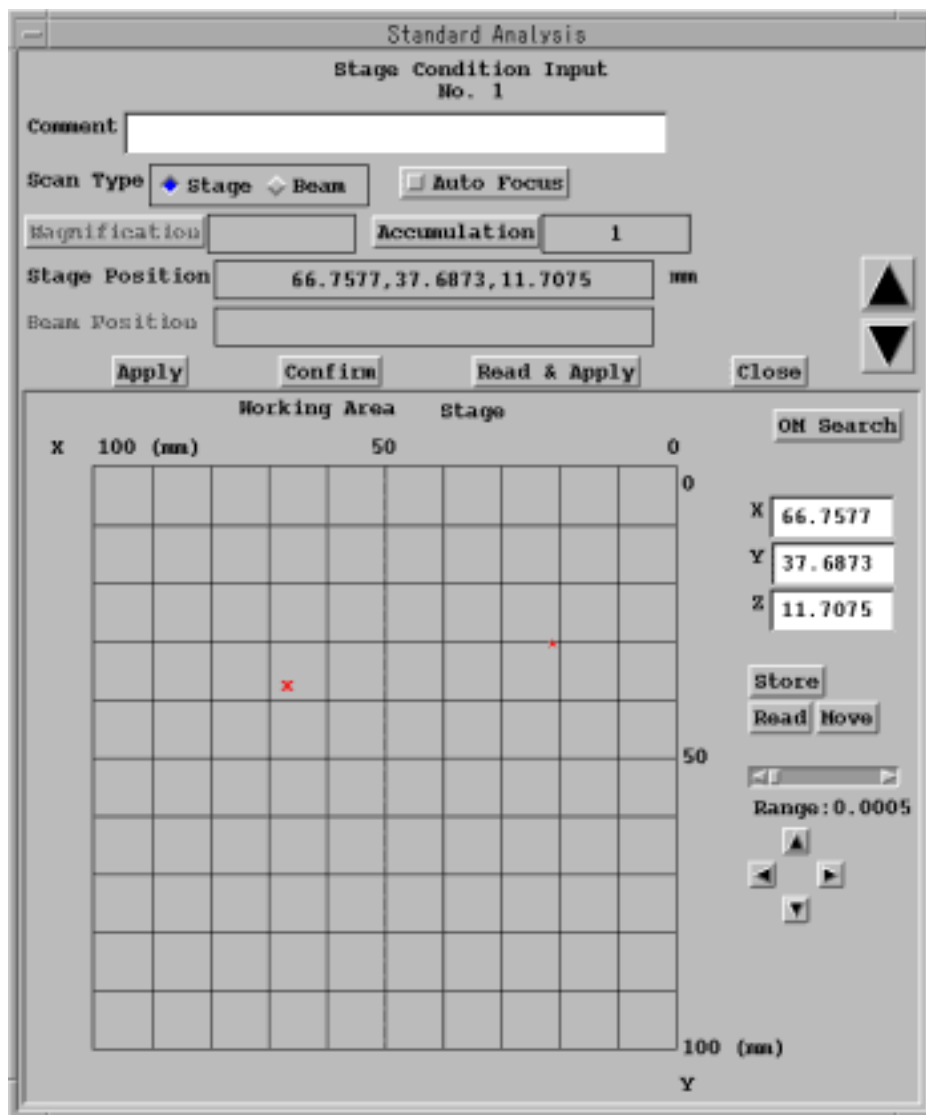 Standard Analysis
Stage Condition Input
No. 1
Comment
Scan Type Stage Beam Auto Focus
Magnification Accumulation 1
Stage Position 66.7577,37.6873,11.7075 mm
Beam Position
Apply Confirm Read & Apply Close
Working Area Stage
OM Search
X 100 (mm) 50 0
0
X 66.7577
Y 37.6873
Z 11.7075
Store
Read Move
50
Range:0.0005
100 (mm)
Y